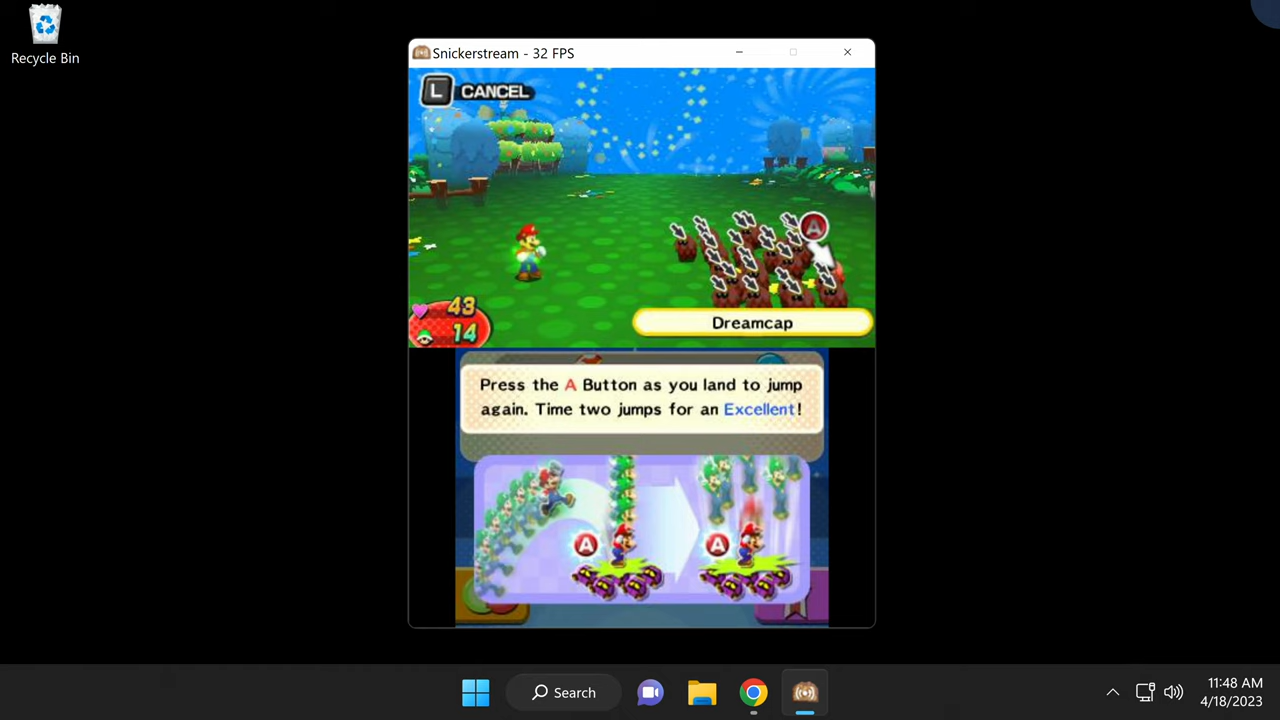 Recycle Bin
Snickerstream - 32 FPS
L CANCEL
A
43
14
Dreamcap
Press the A Button as you land to jump
again. Time two jumps for an Excellent!
A A
Search
11:48 AM
4/18/2023